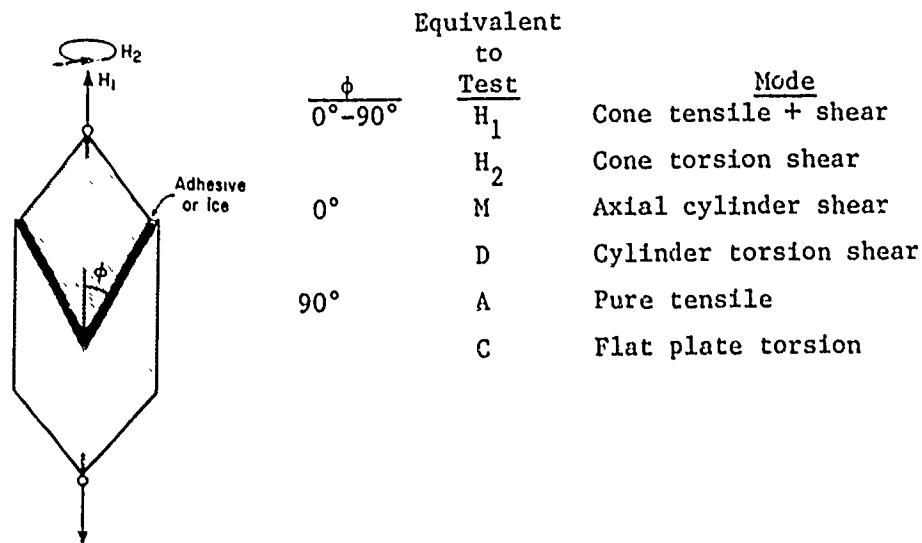 H2
H1
Adhesive
or Ice
ϕ
Equivalent
to
ϕ Test Mode
0°-90° H1 Cone tensile + shear
H2 Cone torsion shear
0° M Axial cylinder shear
D Cylinder torsion shear
90° A Pure tensile
C Flat plate torsion